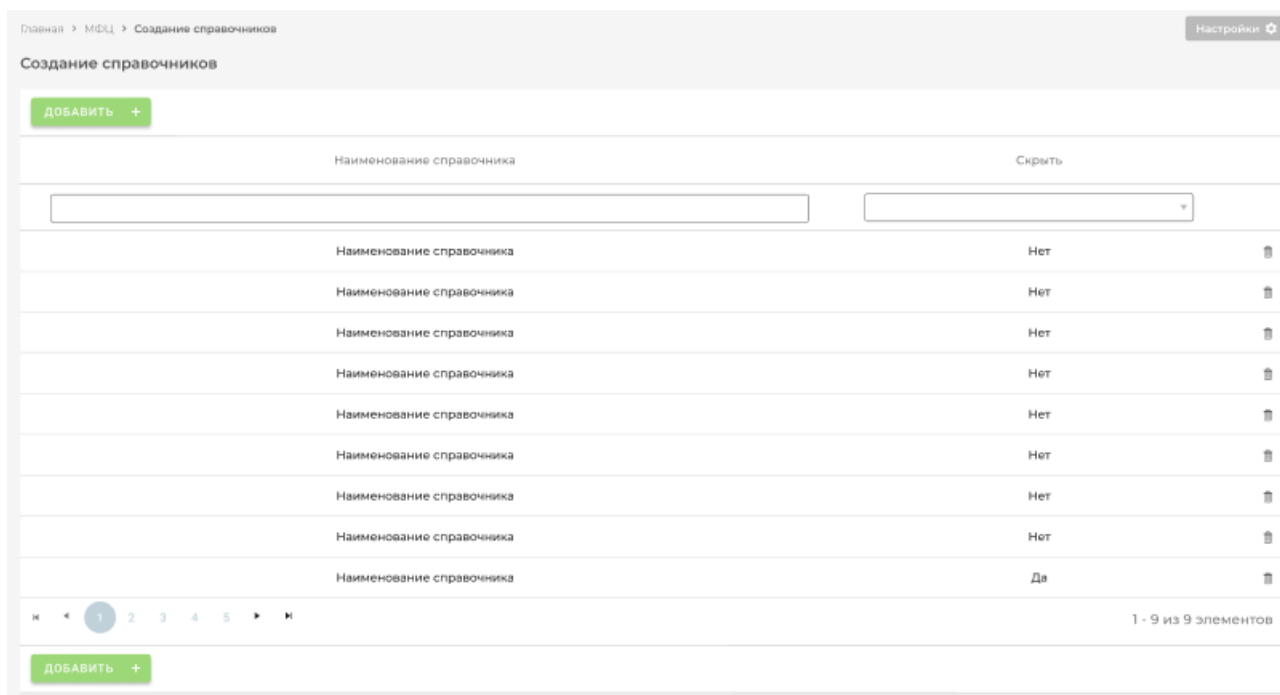 Главная > МФЦ > Создание справочников
Настройки
Создание справочников
ДОБАВИТЬ +
Наименование справочника Скрыть
Наименование справочника Нет
Наименование справочника Нет
Наименование справочника Нет
Наименование справочника Нет
Наименование справочника Нет
Наименование справочника Нет
Наименование справочника Нет
Наименование справочника Нет
Наименование справочника Да
1 2 3 4 5 1 - 9 из 9 элементов
ДОБАВИТЬ +